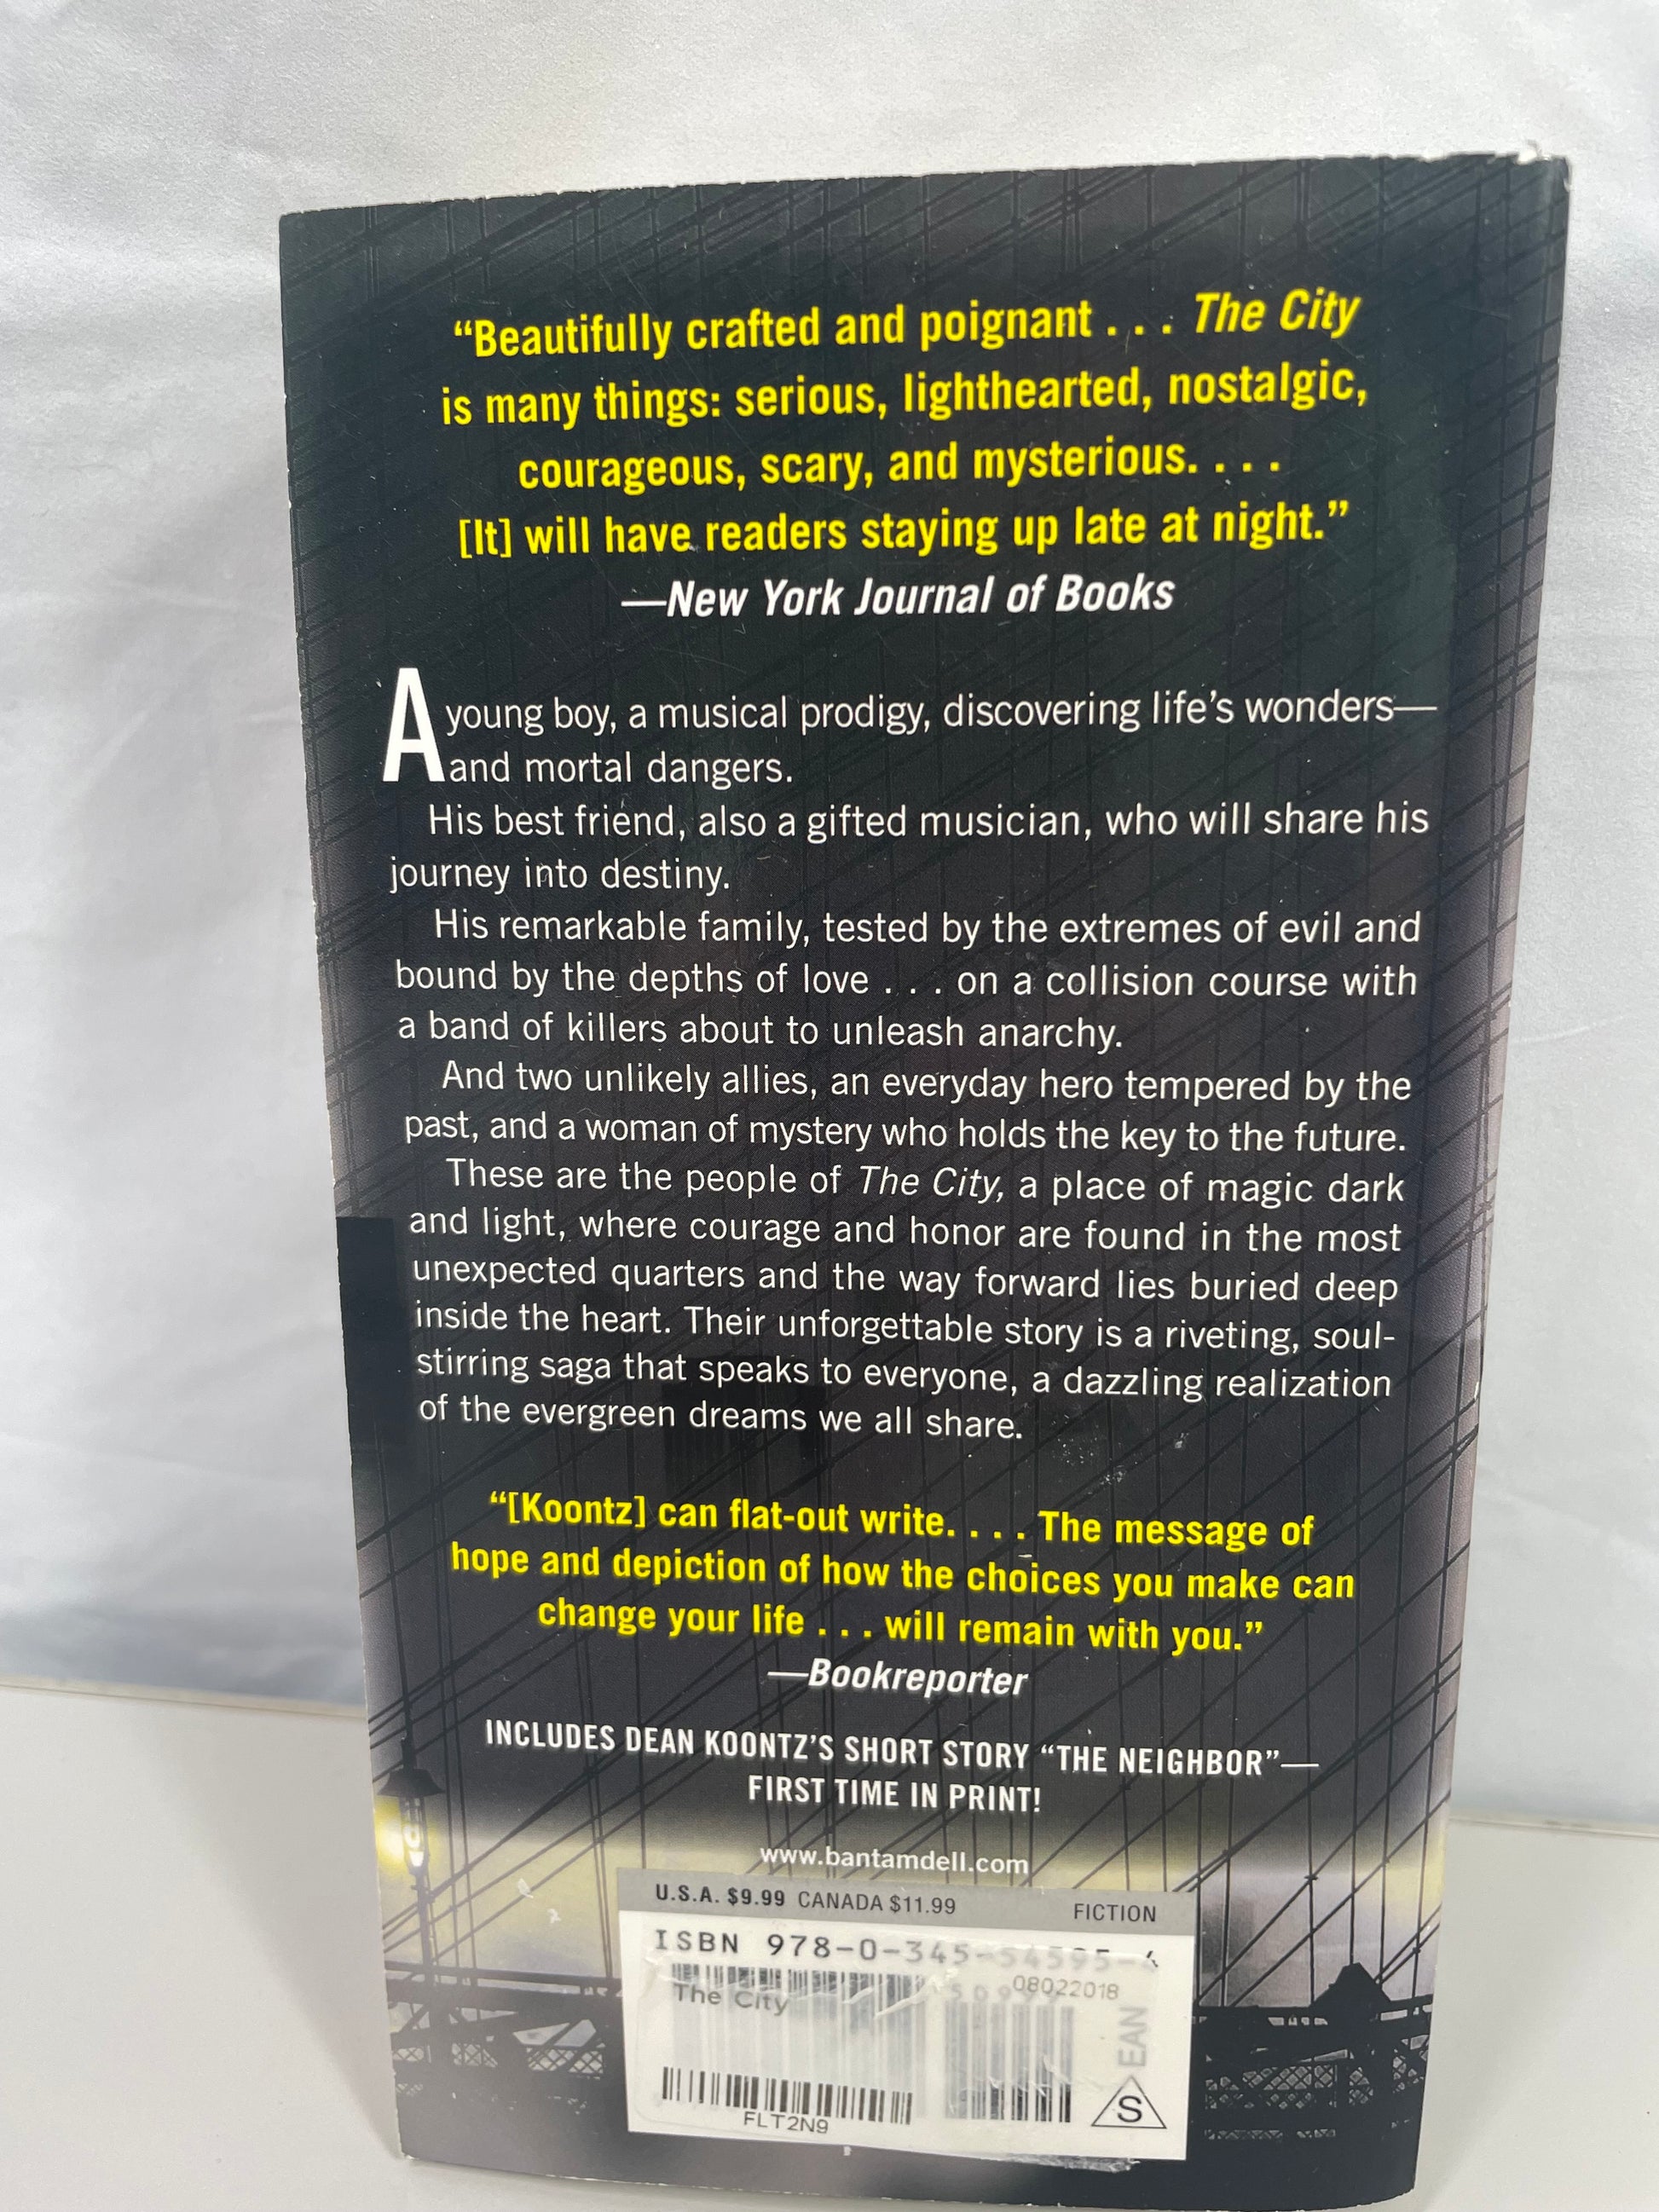 “Beautifully crafted and poignant . . . The City
is many things: serious, lighthearted, nostalgic,
courageous, scary, and mysterious. . . .
[It] will have readers staying up late at night.”
—New York Journal of Books
A young boy, a musical prodigy, discovering life’s wonders—
and mortal dangers.
His best friend, also a gifted musician, who will share his
journey into destiny.
His remarkable family, tested by the extremes of evil and
bound by the depths of love . . . on a collision course with
a band of killers about to unleash anarchy.
And two unlikely allies, an everyday hero tempered by the
past, and a woman of mystery who holds the key to the future.
These are the people of The City, a place of magic dark
and light, where courage and honor are found in the most
unexpected quarters and the way forward lies buried deep
inside the heart. Their unforgettable story is a riveting, soul-
stirring saga that speaks to everyone, a dazzling realization
of the evergreen dreams we all share.
“[Koontz] can flat-out write. . . . The message of
hope and depiction of how the choices you make can
change your life . . . will remain with you.”
—Bookreporter
INCLUDES DEAN KOONTZ’S SHORT STORY “THE NEIGHBOR”—
FIRST TIME IN PRINT!
www.bantamdell.com
U.S.A. $9.99 CANADA $11.99 FICTION
ISBN 978-0-345-54595-4
08022018
The City
EAN
S
FLT2N9